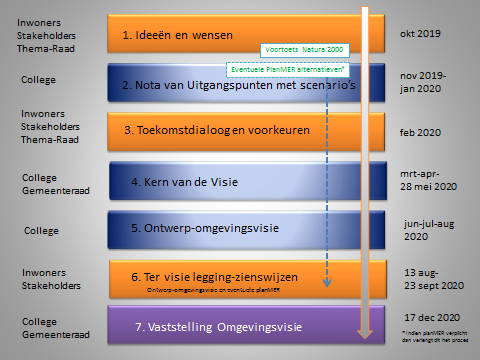 Inwoners
Stakeholders
Thema-Raad
1. Ideeën en wensen
okt 2019
Voortoets Natura 2000
Eventuele PlanMER alternatieven*
College
2. Nota van Uitgangspunten met scenario's
nov 2019-
jan 2020
Inwoners
Stakeholders
Thema-Raad
3. Toekomstdialoog en voorkeuren
feb 2020
College
Gemeenteraad
4. Kern van de Visie
mrt-apr-
28 mei 2020
College
5. Ontwerp-omgevingsvisie
jun-jul-aug
2020
Inwoners
Stakeholders
6. Ter visie legging-zienswijzen
Ontwerp-omgevingsvisie en eventuele planMER
13 aug-
23 sept 2020
College
Gemeenteraad
7. Vaststelling Omgevingsvisie
17 dec 2020
* Indien planMER verplicht
dan verlengt dit het proces